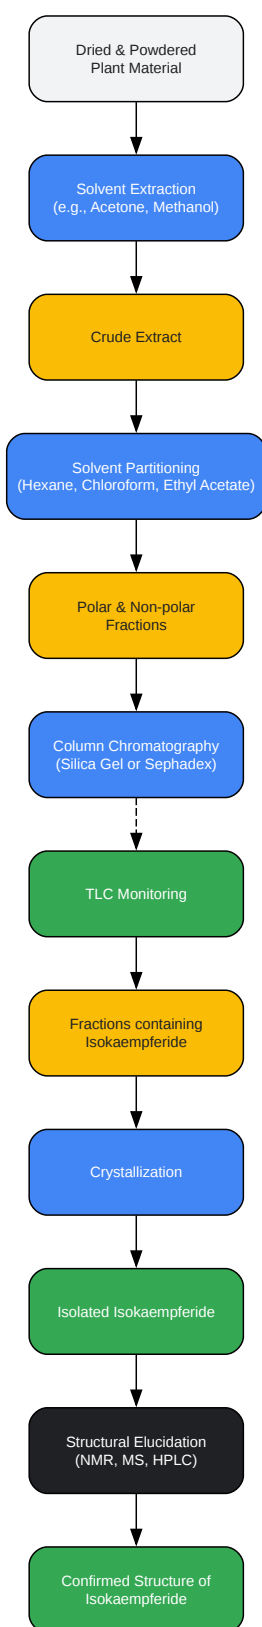 Dried & Powdered
Plant Material
Solvent Extraction
(e.g., Acetone, Methanol)
Crude Extract
Solvent Partitioning
(Hexane, Chloroform, Ethyl Acetate)
Polar & Non-polar
Fractions
Column Chromatography
(Silica Gel or Sephadex)
TLC Monitoring
Fractions containing
Isokaempferide
Crystallization
Isolated Isokaempferide
Structural Elucidation
(NMR, MS, HPLC)
Confirmed Structure of
Isokaempferide